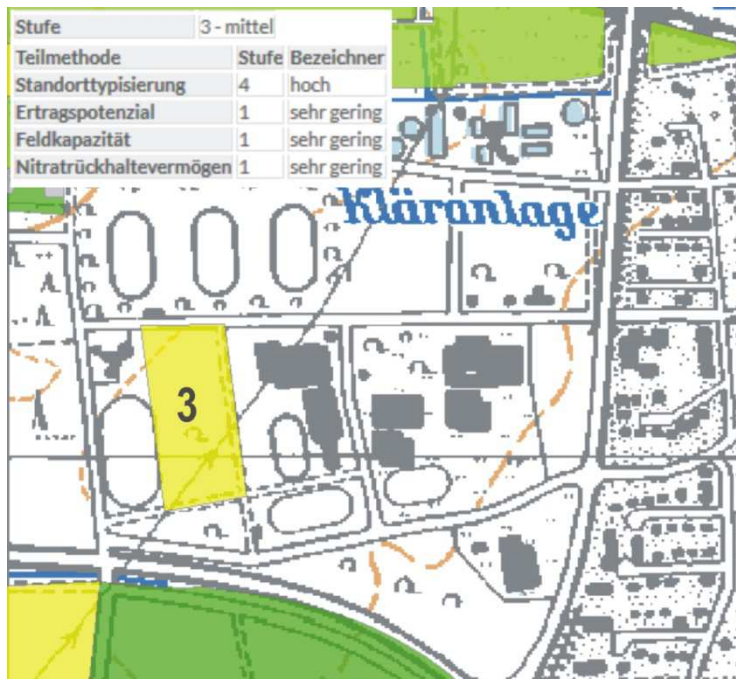 Stufe 3 - mittel
Teilmethode Stufe Bezeichner
Standorttypisierung 4 hoch
Ertragspotenzial 1 sehr gering
Feldkapazität 1 sehr gering
Nitratrückhaltevermögen 1 sehr gering
Kläranlage
3